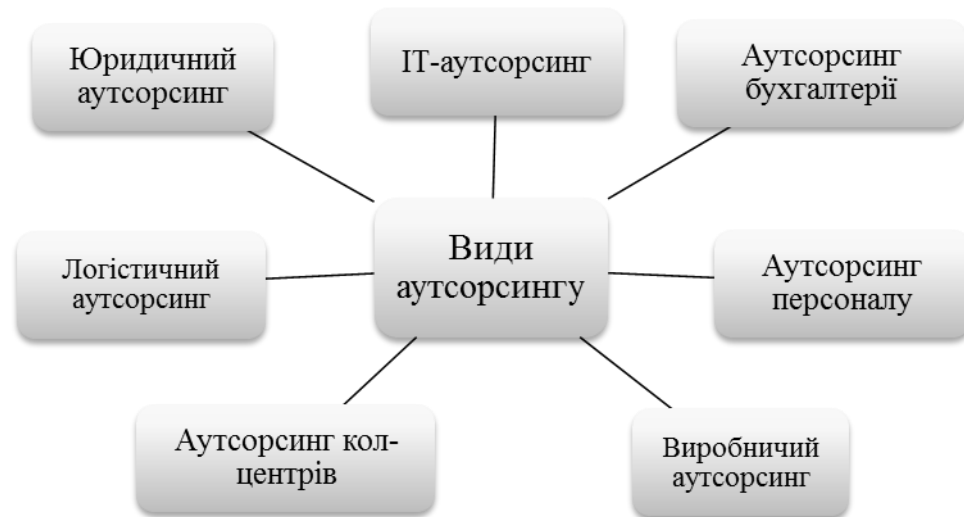 Юридичний
аутсорсинг
ІТ-аутсорсинг
Аутсорсинг
бухгалтерії
Логістичний
аутсорсинг
Види
аутсорсингу
Аутсорсинг
персоналу
Аутсорсинг кол-
центрів
Виробничий
аутсорсинг